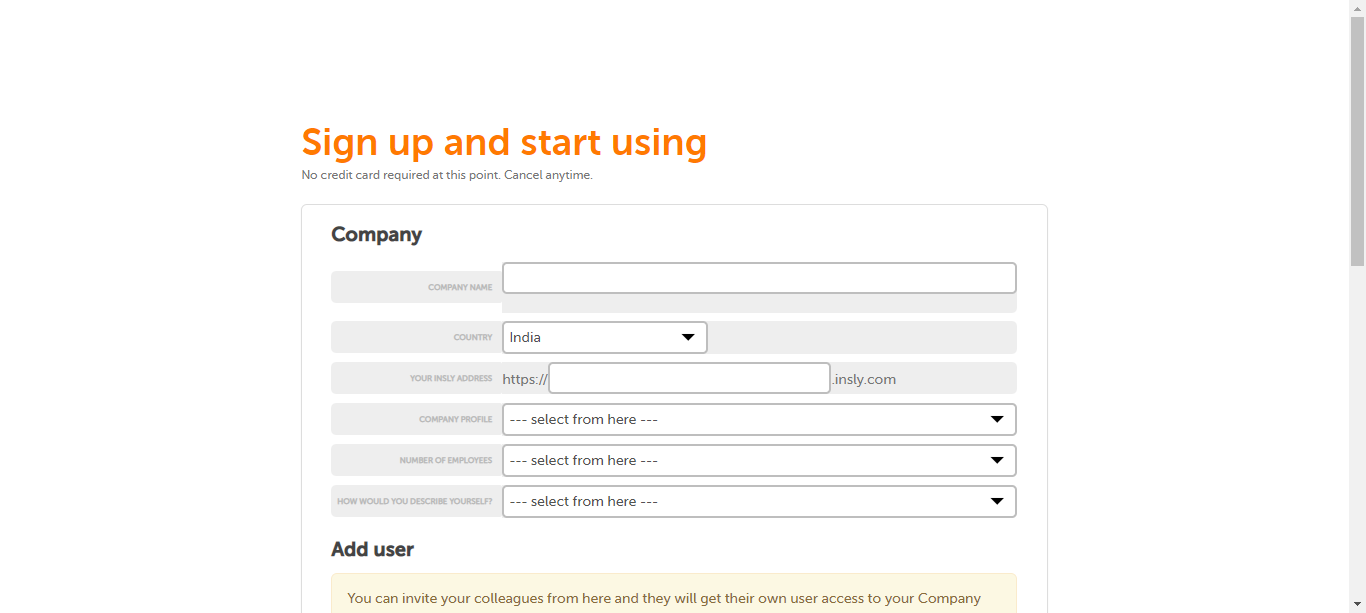 Sign up and start using
No credit card required at this point. Cancel anytime.
Company
COMPANY NAME
COUNTRY India
YOUR INSLY ADDRESS https:// .insly.com
COMPANY PROFILE --- select from here ---
NUMBER OF EMPLOYEES --- select from here ---
HOW WOULD YOU DESCRIBE YOURSELF? --- select from here ---
Add user
You can invite your colleagues from here and they will get their own user access to your Company